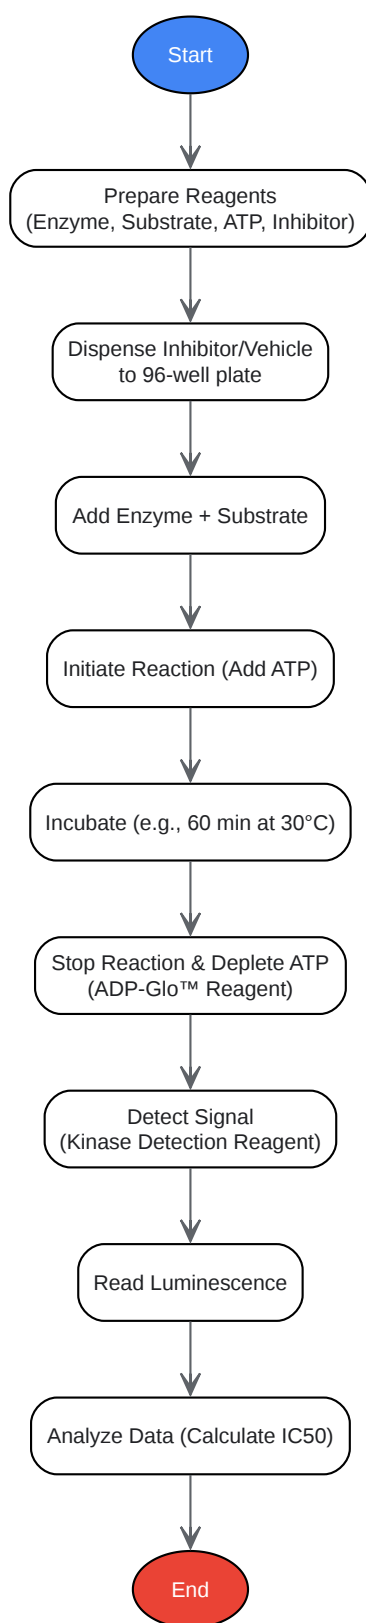 Start
Prepare Reagents
(Enzyme, Substrate, ATP, Inhibitor)
Dispense Inhibitor/Vehicle
to 96-well plate
Add Enzyme + Substrate
Initiate Reaction (Add ATP)
Incubate (e.g., 60 min at 30°C)
Stop Reaction & Deplete ATP
(ADP-Glo™ Reagent)
Detect Signal
(Kinase Detection Reagent)
Read Luminescence
Analyze Data (Calculate IC50)
End